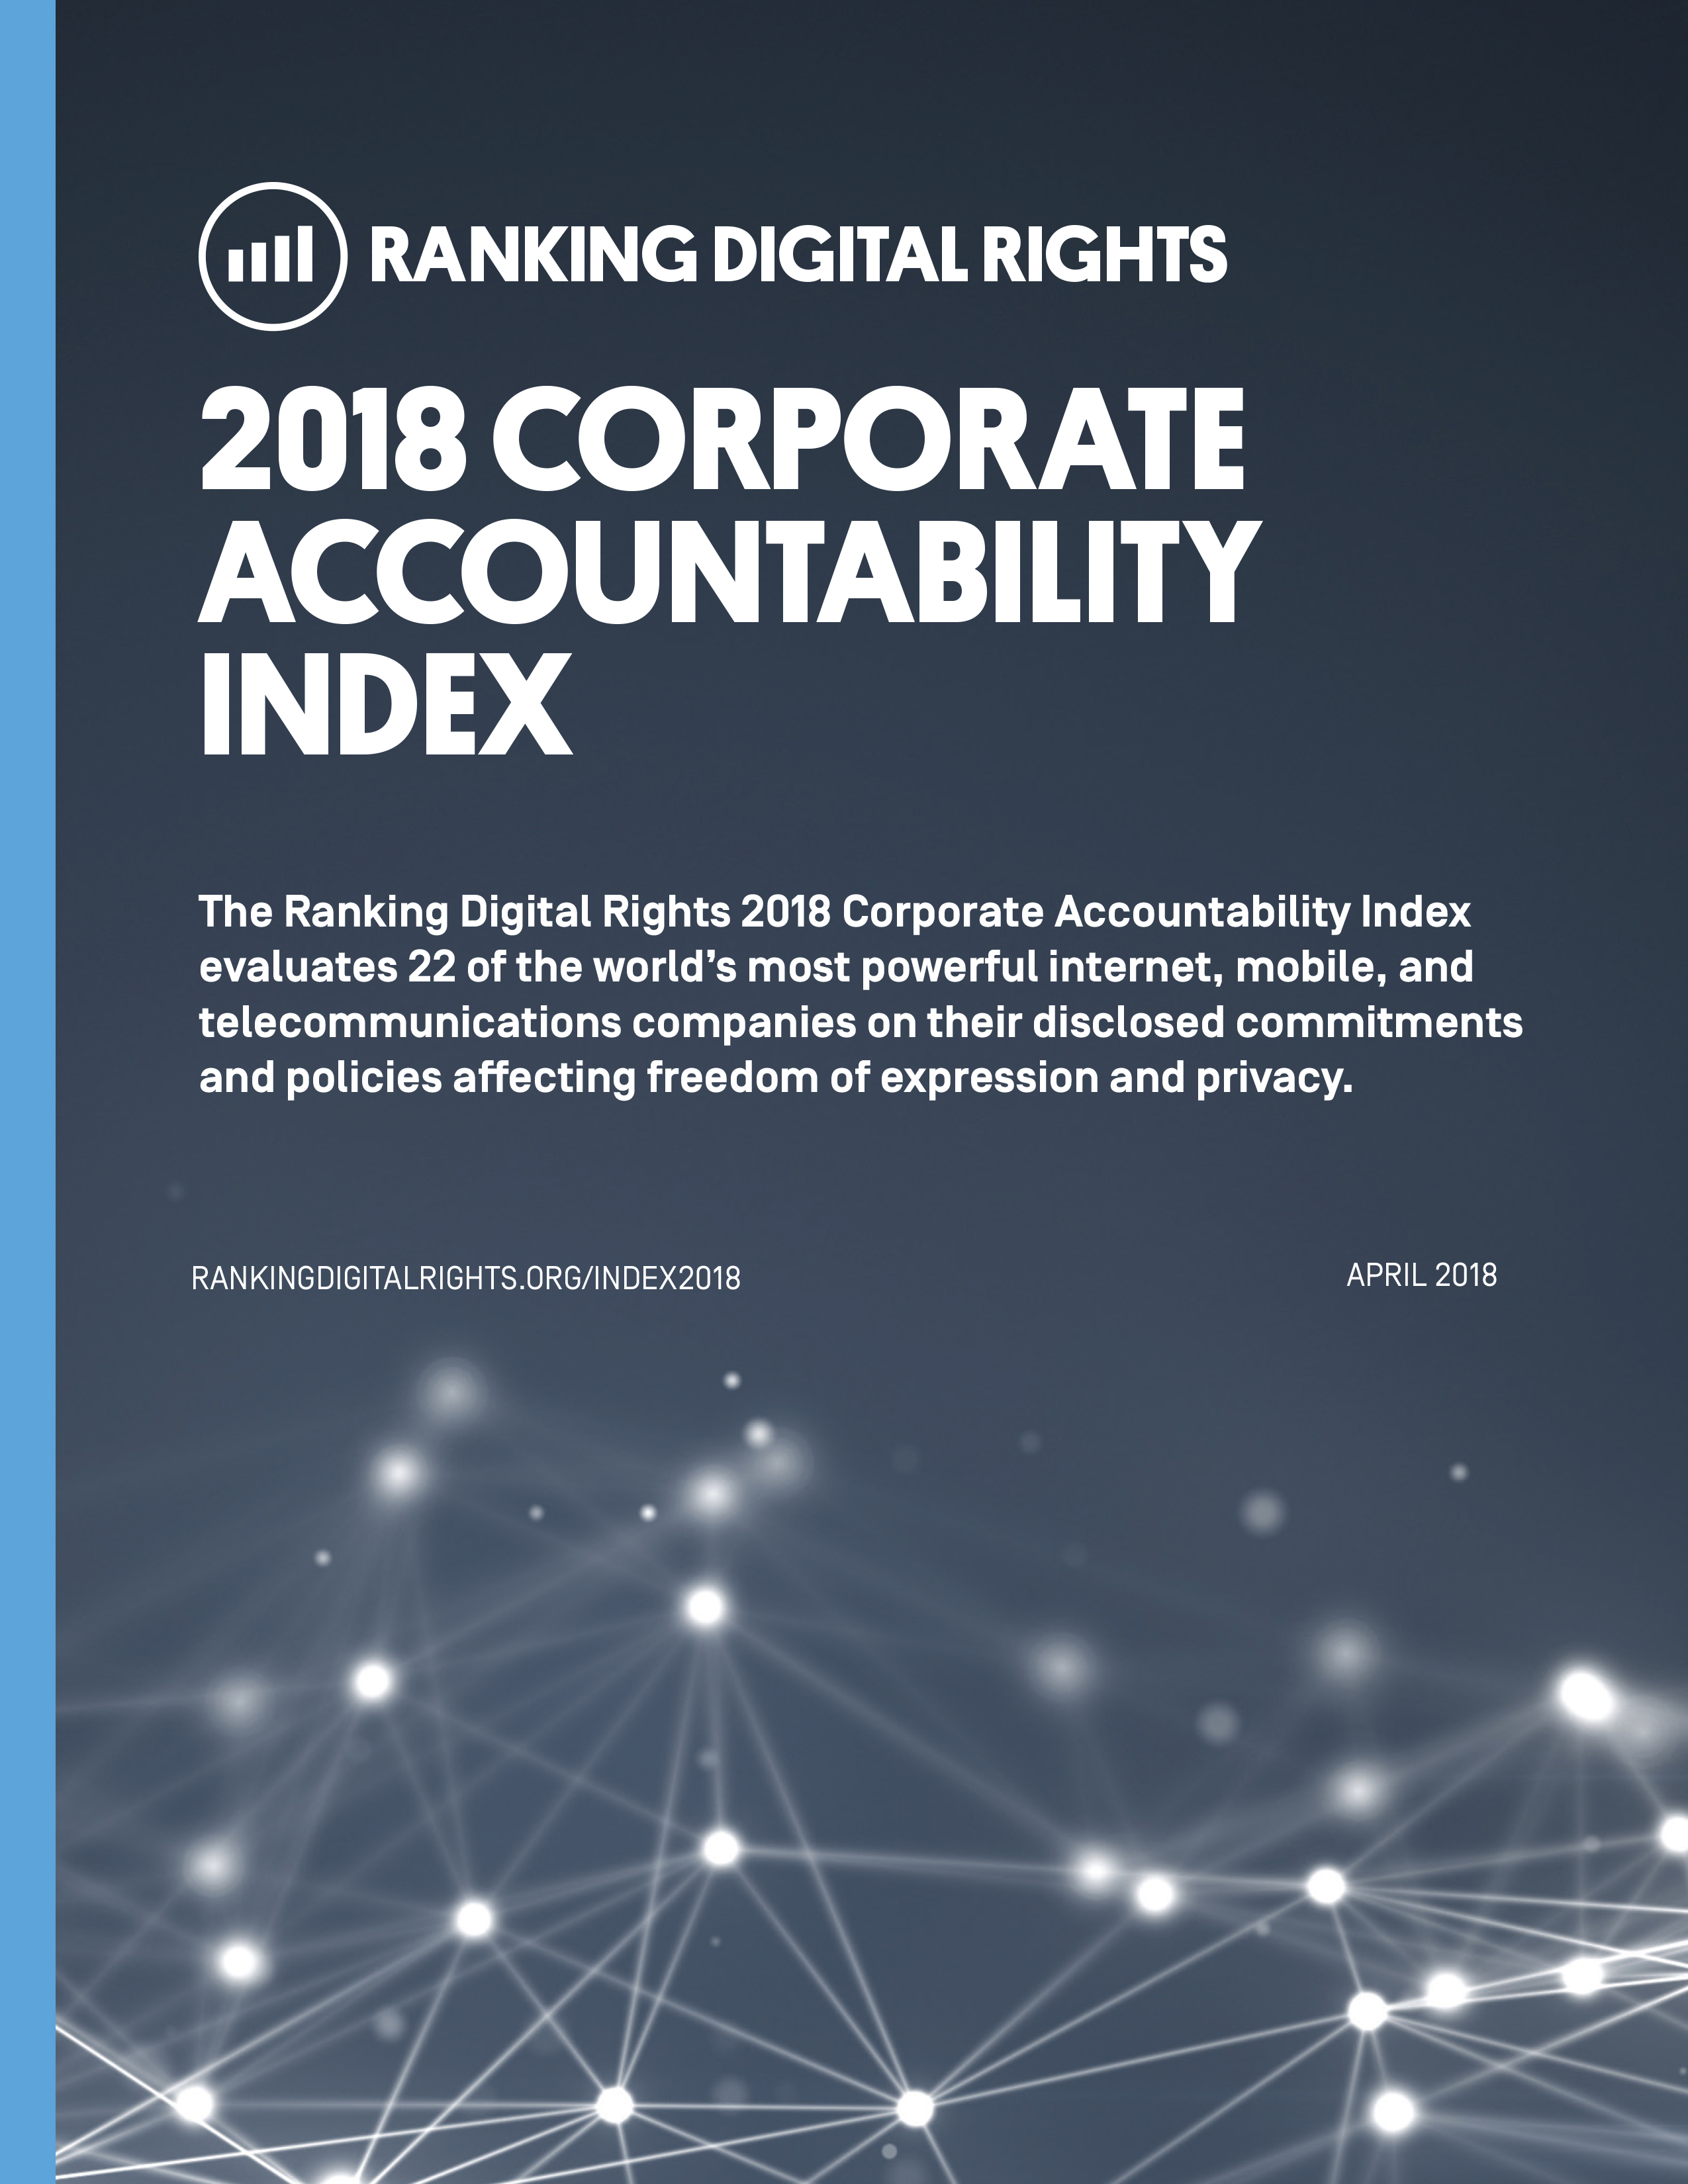 RANKING DIGITAL RIGHTS
2018 CORPORATE
ACCOUNTABILITY
INDEX
The Ranking Digital Rights 2018 Corporate Accountability Index
evaluates 22 of the world’s most powerful internet, mobile, and
telecommunications companies on their disclosed commitments
and policies affecting freedom of expression and privacy.
RANKINGDIGITALRIGHTS.ORG/INDEX2018
APRIL 2018